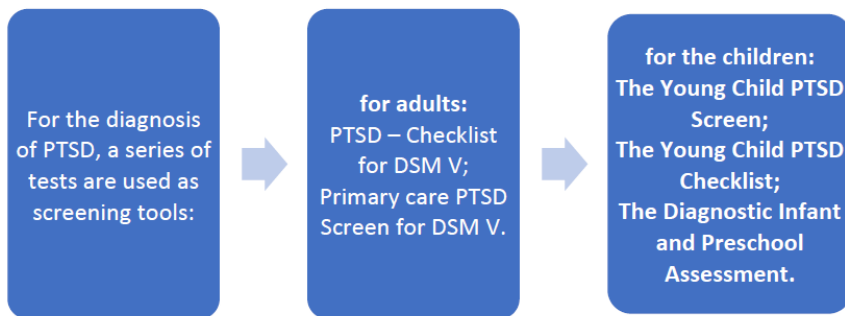 For the diagnosis
of PTSD, a series of
tests are used as
screening tools:
for adults:
PTSD – Checklist
for DSM V;
Primary care PTSD
Screen for DSM V.
for the children:
The Young Child PTSD
Screen;
The Young Child PTSD
Checklist;
The Diagnostic Infant
and Preschool
Assessment.